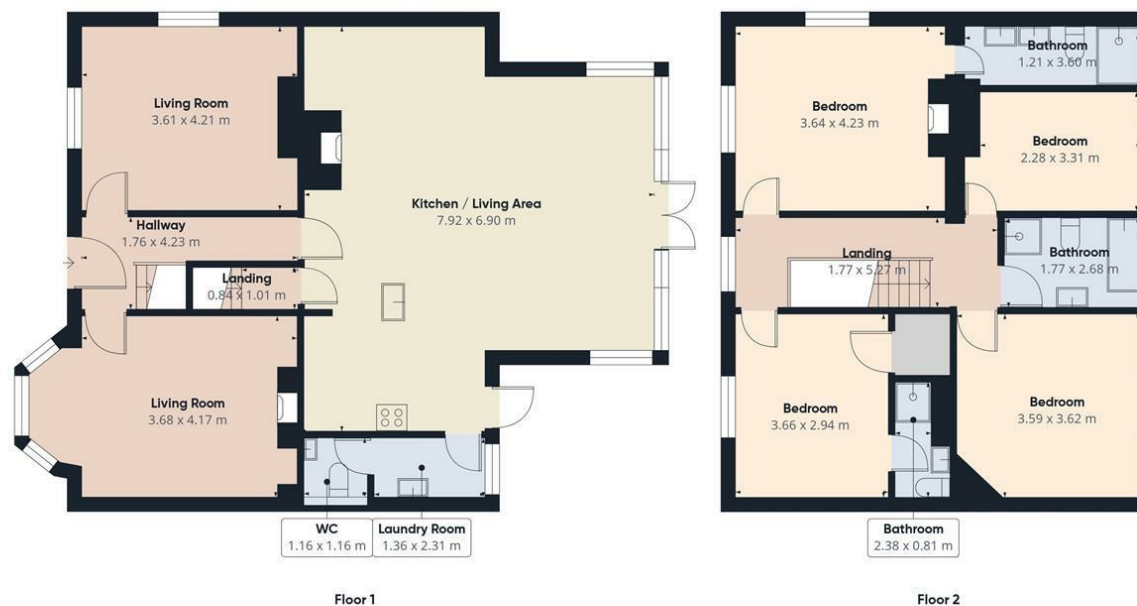 Living Room
3.61 x 4.21 m
Hallway
1.76 x 4.23 m
Landing
0.84 x 1.01 m
Living Room
3.68 x 4.17 m
Kitchen / Living Area
7.92 x 6.90 m
WC
1.16 x 1.16 m
Laundry Room
1.36 x 2.31 m
Floor 1
Bedroom
3.64 x 4.23 m
Bathroom
1.21 x 3.60 m
Bedroom
2.28 x 3.31 m
Landing
1.77 x 5.27 m
Bathroom
1.77 x 2.68 m
Bedroom
3.66 x 2.94 m
Bedroom
3.59 x 3.62 m
Bathroom
2.38 x 0.81 m
Floor 2